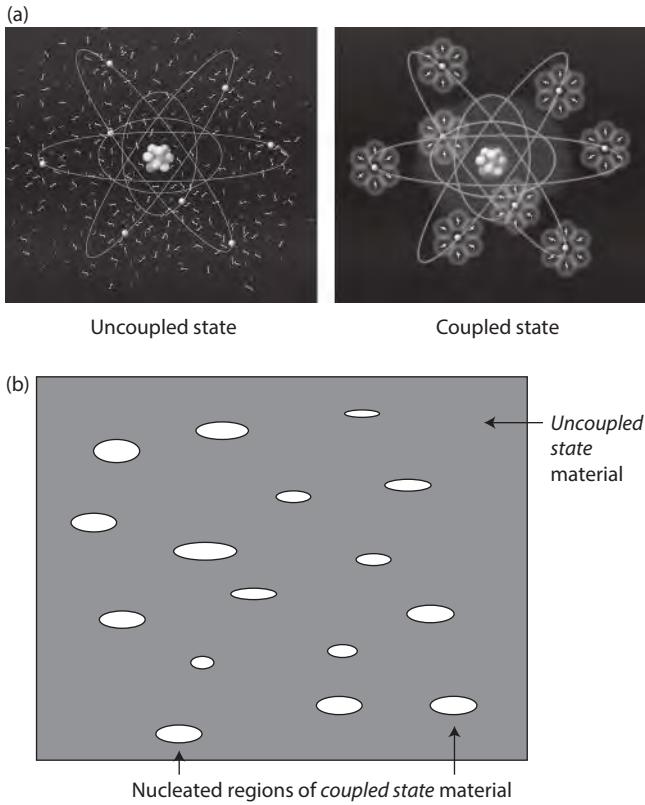 (a)
Uncoupled state
Coupled state
(b)
Uncoupled
state
material
Nucleated regions of coupled state material